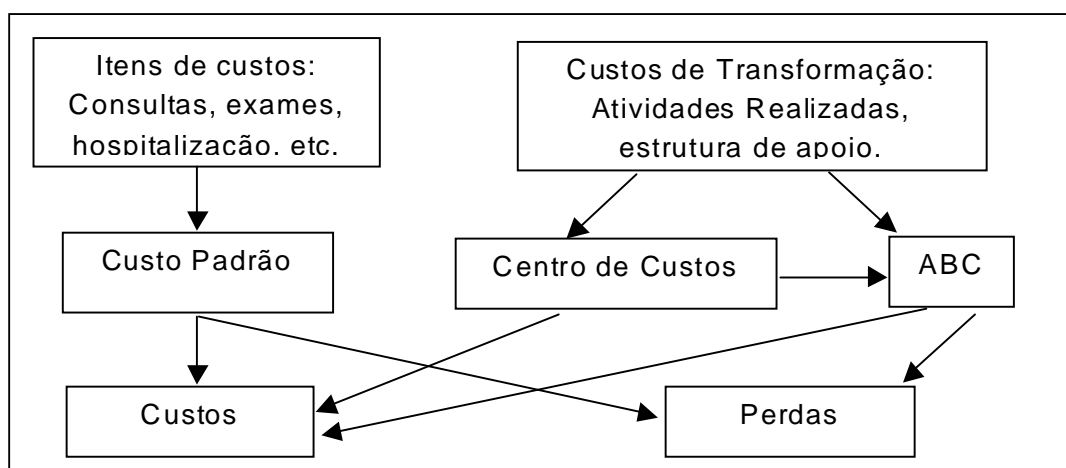 Itens de custos:
Consultas, exames,
hospitalização, etc.
Custos de Transformação:
Atividades Realizadas,
estrutura de apoio.
Custo Padrão
Centro de Custos
ABC
Custos
Perdas